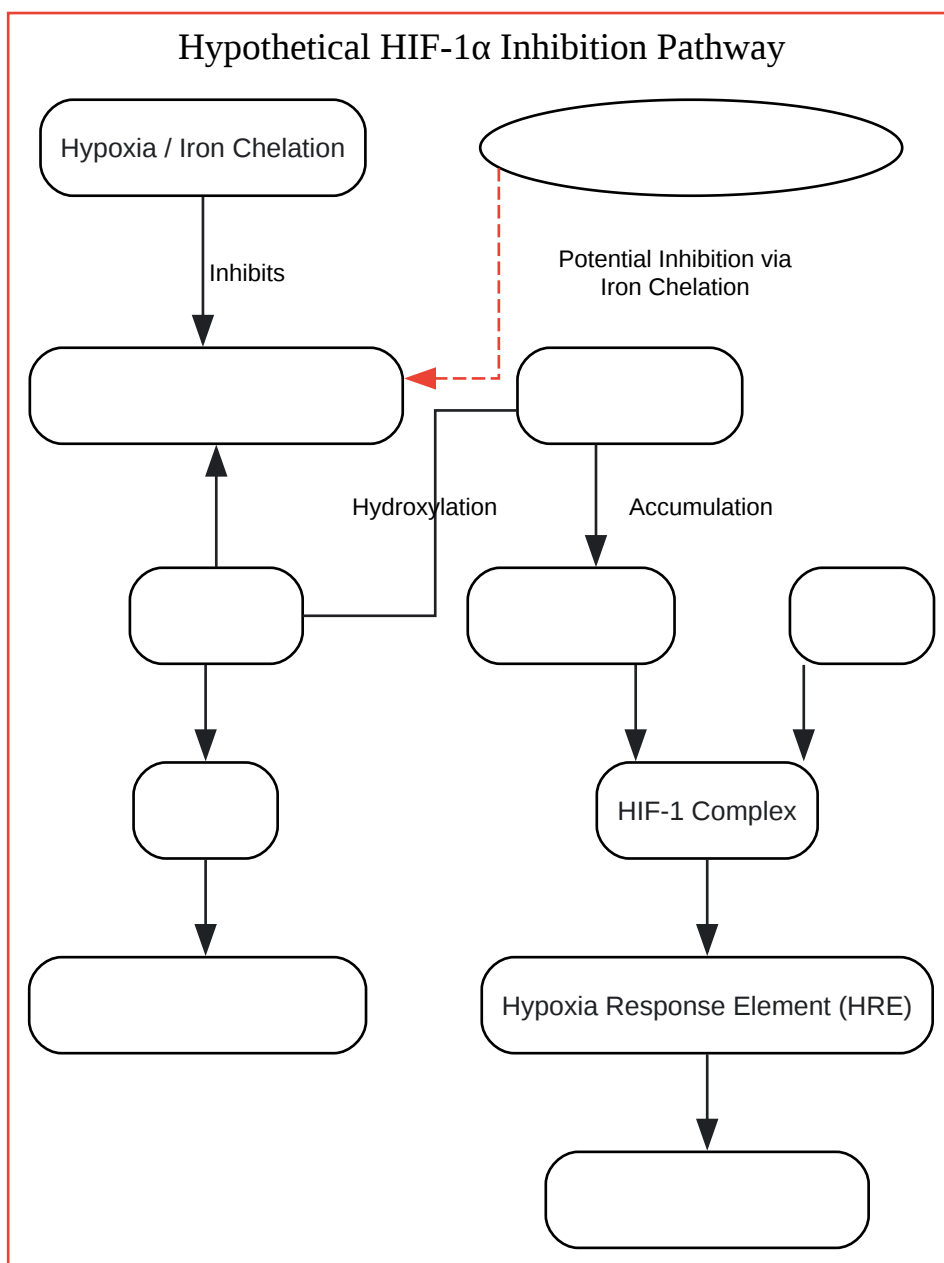 Hypothetical HIF-1α Inhibition Pathway
Hypoxia / Iron Chelation
Inhibits
Potential Inhibition via
Iron Chelation
Hydroxylation
Accumulation
HIF-1 Complex
Hypoxia Response Element (HRE)